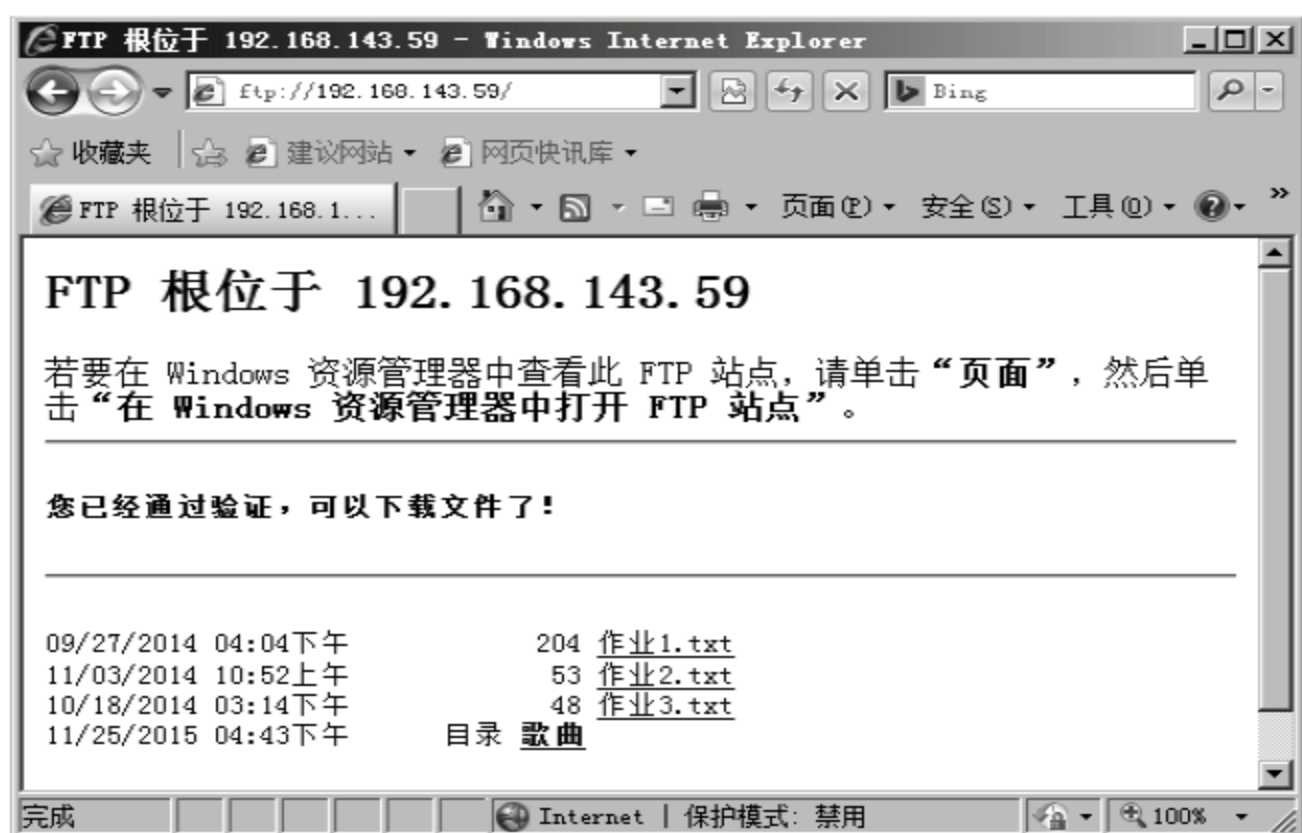 FTP 根位于 192.168.143.59 - Windows Internet Explorer
ftp://192.168.143.59/
Bing
收藏夹 建议网站 网页快讯库
FTP 根位于 192.168.1... 页面(P) 安全(S) 工具(O) »
FTP 根位于 192.168.143.59
若要在 Windows 资源管理器中查看此 FTP 站点，请单击“页面”，然后单
击“在 Windows 资源管理器中打开 FTP 站点”。
您已经通过验证，可以下载文件了！
09/27/2014 04:04下午 204 作业1.txt
11/03/2014 10:52上午 53 作业2.txt
10/18/2014 03:14下午 48 作业3.txt
11/25/2015 04:43下午 目录 歌曲
完成 Internet | 保护模式: 禁用 100%